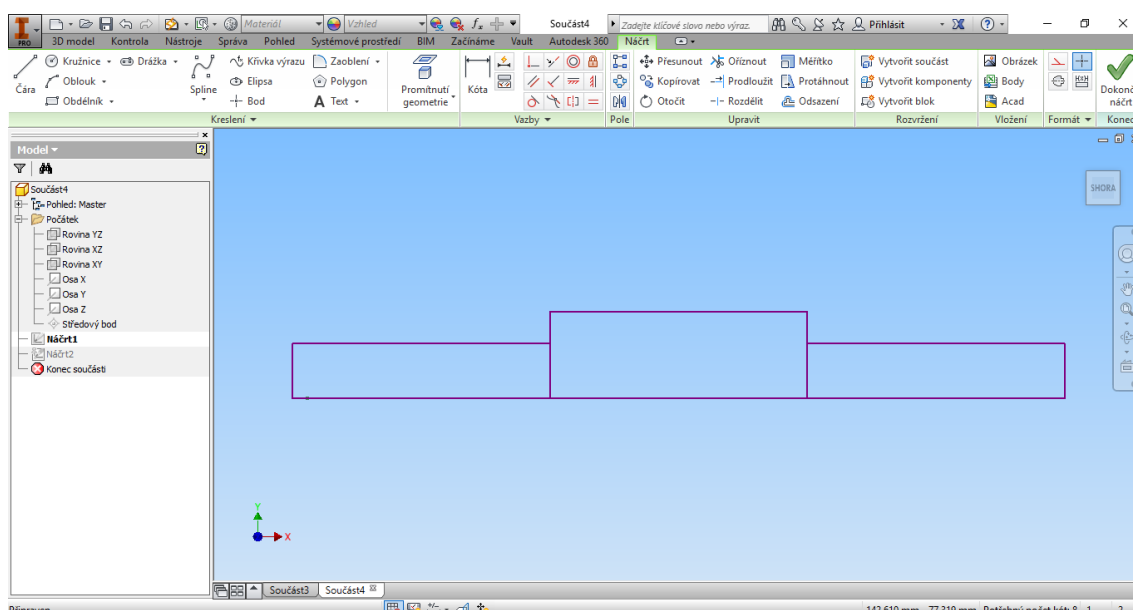 Materiál Vzhled fx Součást4 Zadejte klíčové slovo nebo výraz. Přihlásit
PRO 3D model Kontrola Nástroje Správa Pohled Systémové prostředí BIM Začínáme Vault Autodesk 360 Náčrt
Čára Kružnice Drážka Spline Křivka výrazu Zaoblení Promítnutí geometrie Kóta Přesunout Oříznout Měřítko Vytvořit součást Obrázek
Oblouk Elipsa Polygon Kopírovat Prodloužit Protáhnout Vytvořit komponenty Body
Obdélník Bod A Text Otočit Rozdělit Odsazení Vytvořit blok Acad
Dokonč
náčrt
Kreslení Vazby Pole Upravit Rozvržení Vložení Formát Konec
Model
Součást4
Pohled: Master
Počátek
Rovina YZ
Rovina XZ
Rovina XY
Osa X
Osa Y
Osa Z
Středový bod
Náčrt1
Náčrt2
Konec součásti
SHORA
Y
X
Součást3 Součást4
Připraven 142,610 mm, 77,319 mm Potřebný počet kót: 8 1 2